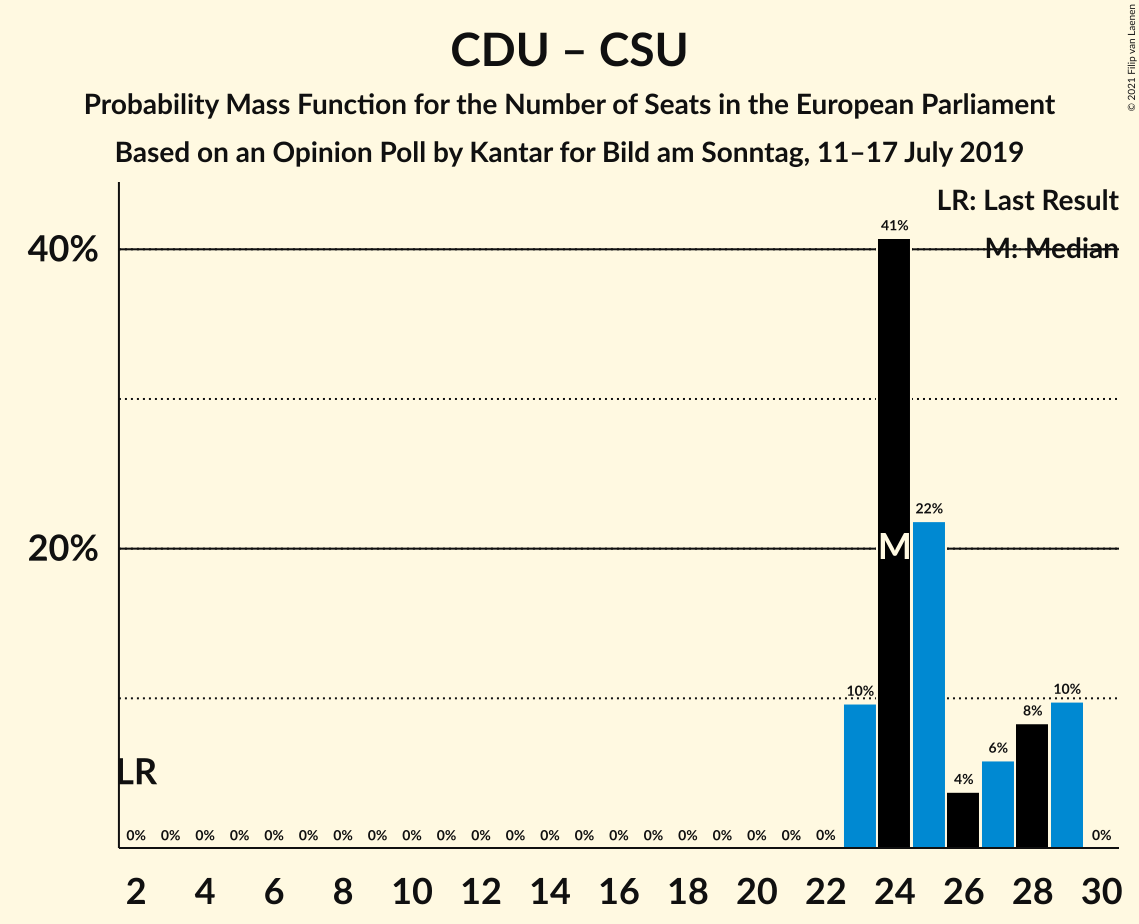 CDU – CSU
Probability Mass Function for the Number of Seats in the European Parliament
Based on an Opinion Poll by Kantar for Bild am Sonntag, 11–17 July 2019
© 2021 Filip van Laenen
LR: Last Result
M: Median
41%
40%
22%
20%
M
10%
10%
8%
6%
4%
LR
0% 0% 0% 0% 0% 0% 0% 0% 0% 0% 0% 0% 0% 0% 0% 0% 0% 0% 0% 0% 0% 0%
2 4 6 8 10 12 14 16 18 20 22 24 26 28 30